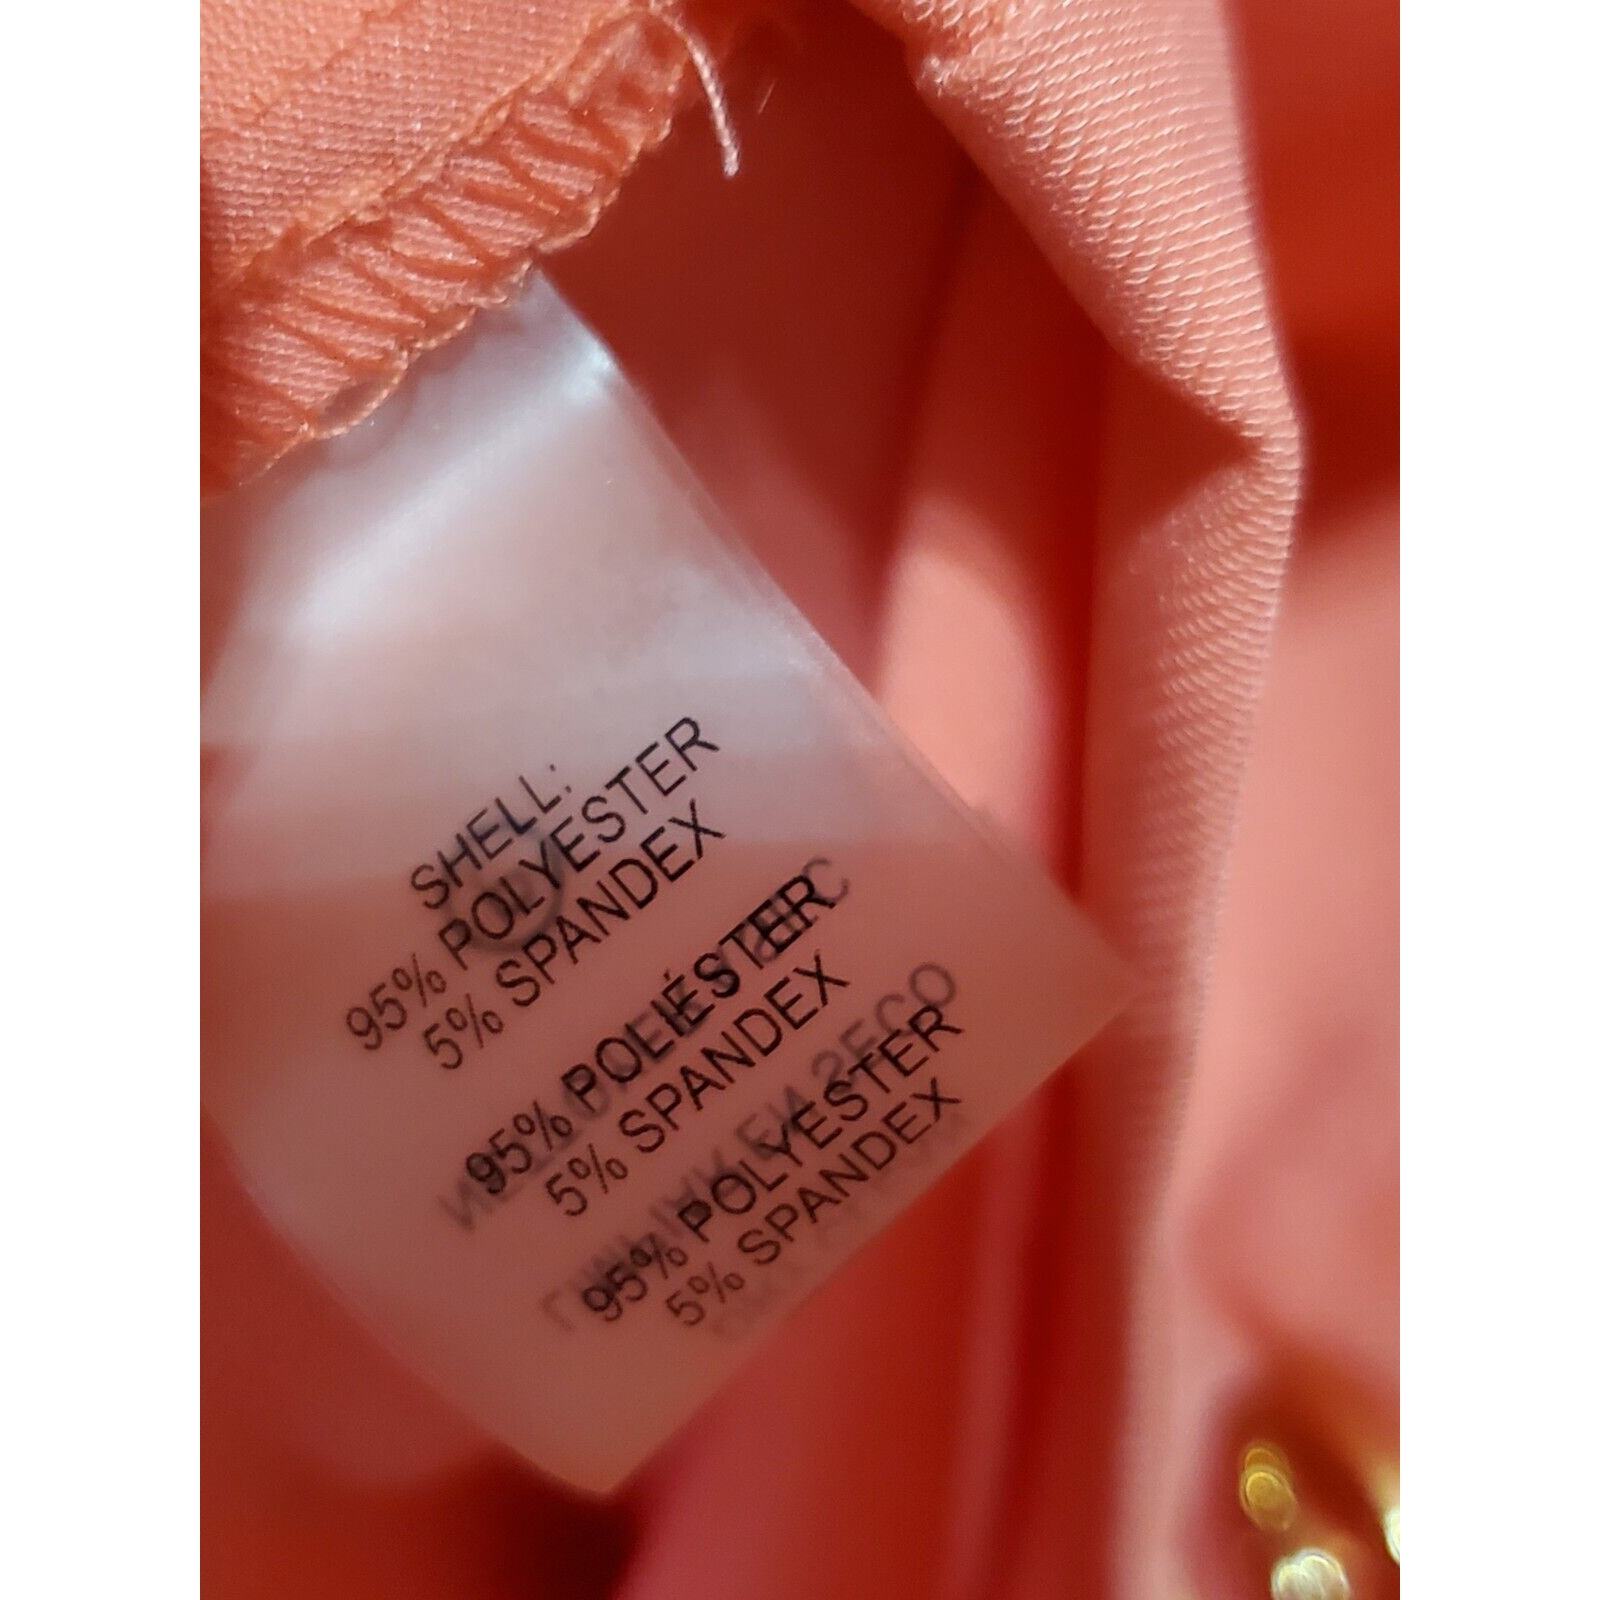 SHELL:
95% POLYESTER
5% SPANDEX
95% POLIÉSTER
5% SPANDEX
95% POLYESTER
5% SPANDEX